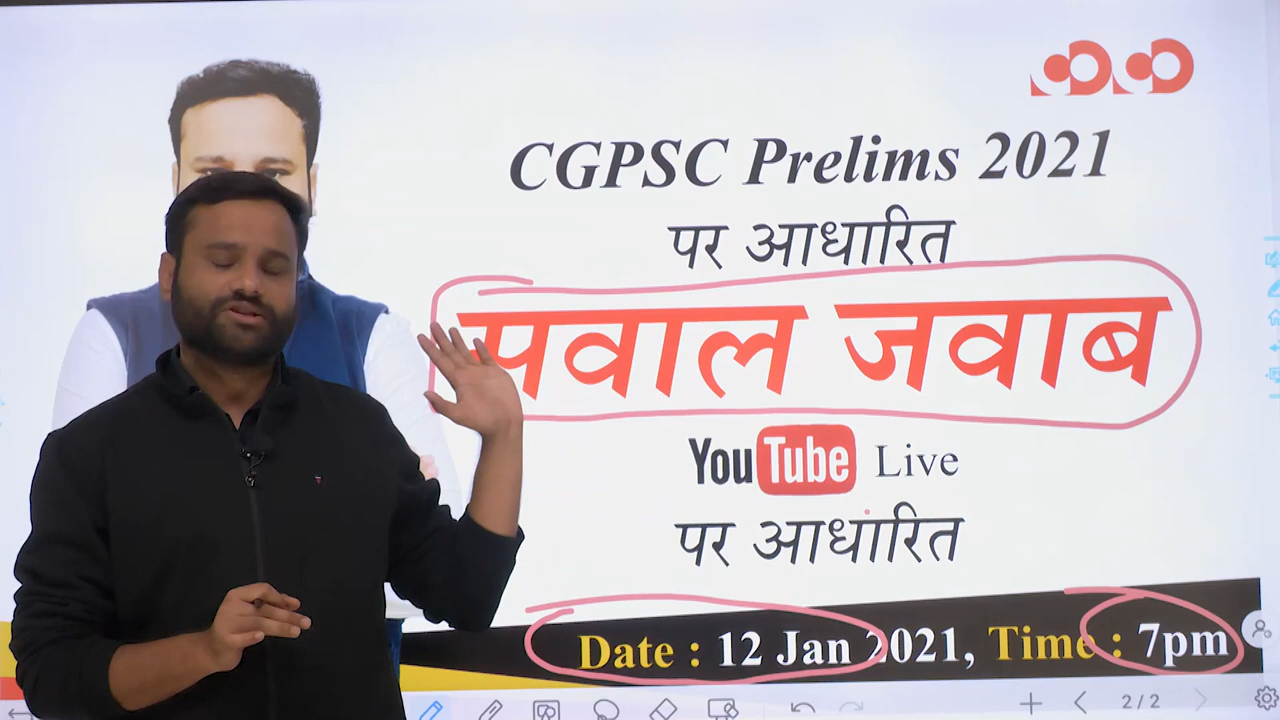 CGPSC Prelims 2021
पर आधारित
सवाल जवाब
YouTube Live
पर आधारित
Date : 12 Jan 2021, Time : 7pm
2/2